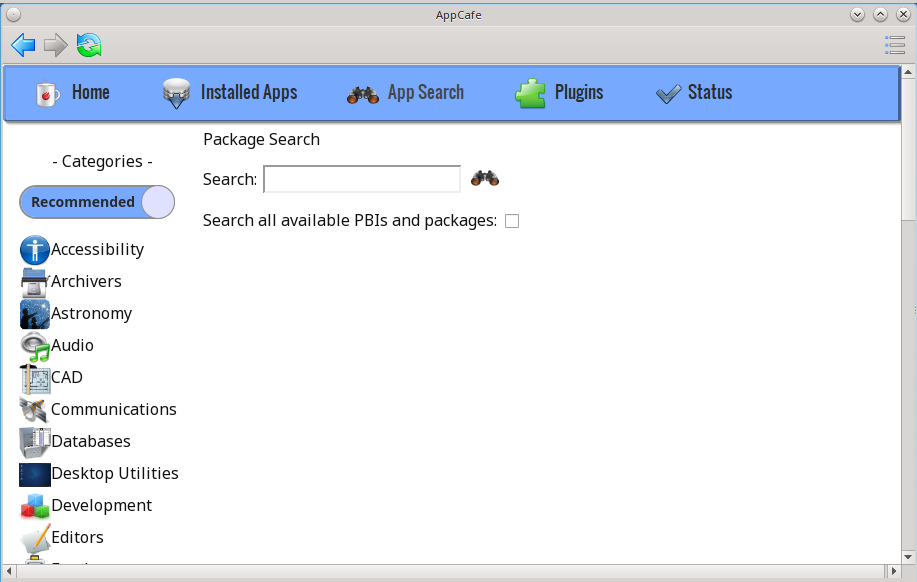 AppCafe
Home
Installed Apps
App Search
Plugins
Status
- Categories -
Recommended
Accessibility
Archivers
Astronomy
Audio
CAD
Communications
Databases
Desktop Utilities
Development
Editors
Package Search
Search:
Search all available PBIs and packages: